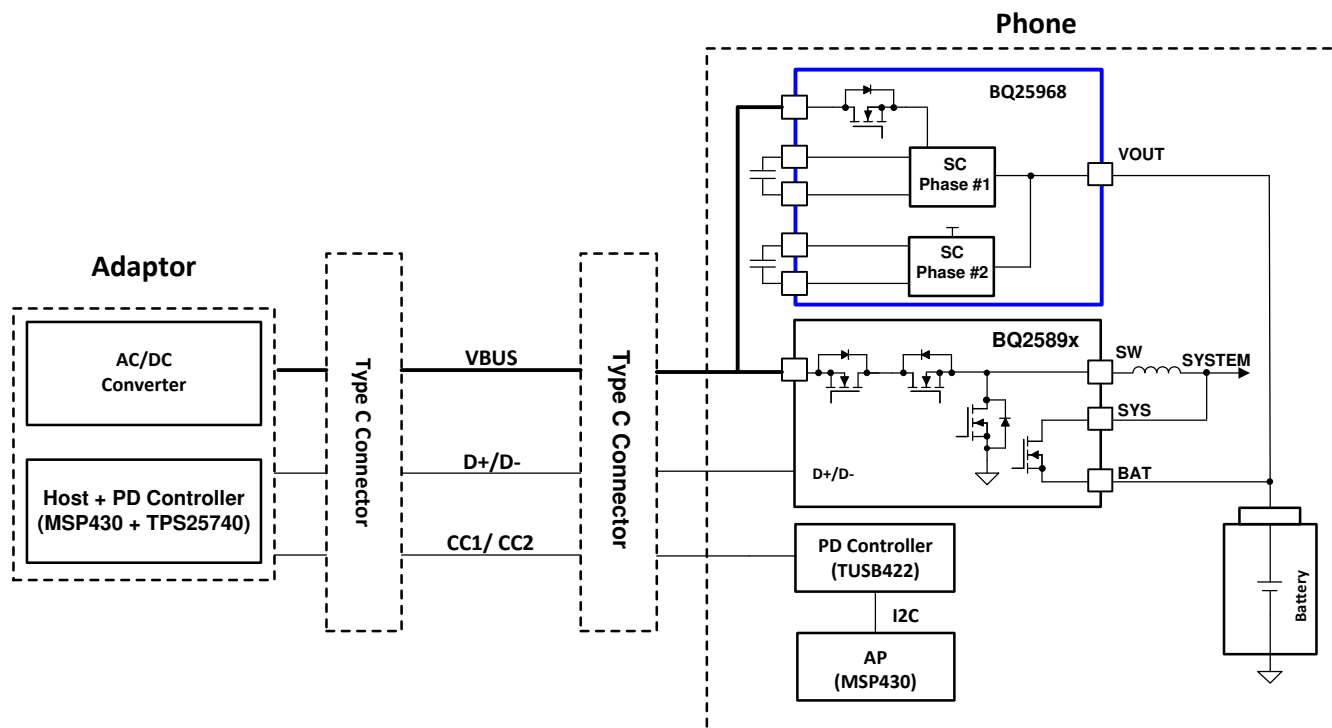 Phone
BQ25968
SC
Phase #1
VOUT
SC
Phase #2
Adaptor
AC/DC
Converter
Host + PD Controller
(MSP430 + TPS25740)
Type C Connector
VBUS
D+/D-
CC1/ CC2
Type C Connector
BQ2589x
D+/D-
SW
SYSTEM
SYS
BAT
PD Controller
(TUSB422)
I2C
AP
(MSP430)
Battery